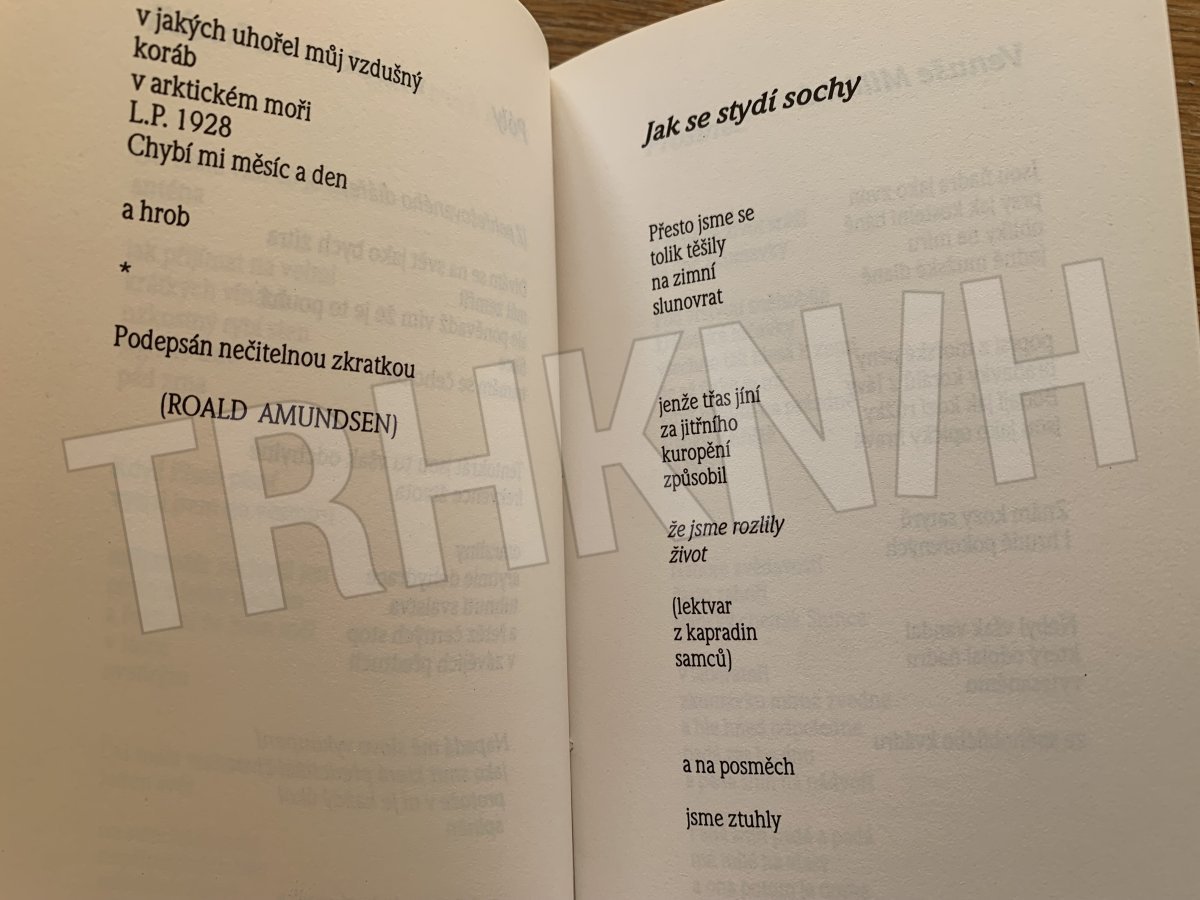 v jakých uhořel můj vzdušný
koráb
v arktickém moři
L.P. 1928
Chybí mi měsíc a den
a hrob
*
Podepsán nečitelnou zkratkou
(ROALD AMUNDSEN)
Jak se stydí sochy
Přesto jsme se
tolik těšily
na zimní
slunovrat
jenže třas jíní
za jitřního
kuropění
způsobil
že jsme rozlily
život
(lektvar
z kapradin
samců)
a na posměch
jsme ztuhly
TRHKNIH